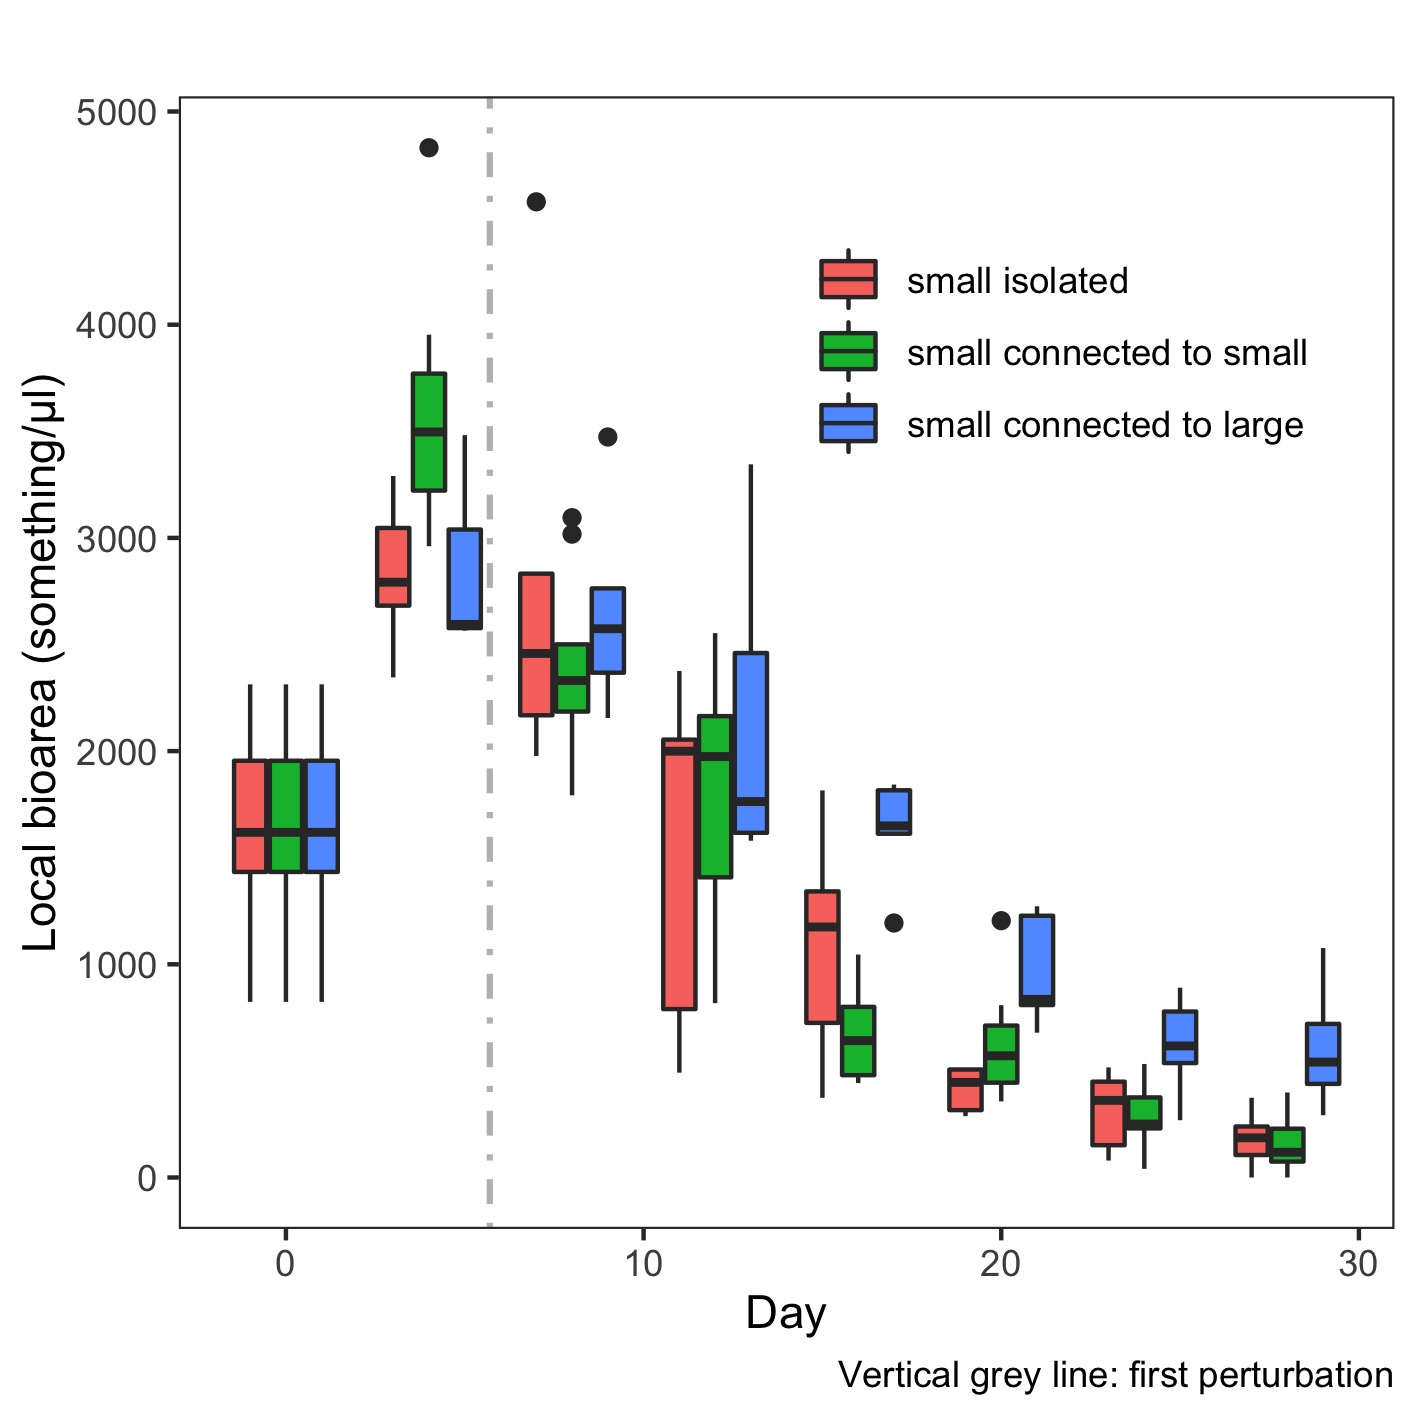 Local bioarea (something/µl)
5000
4000
3000
2000
1000
0
small isolated
small connected to small
small connected to large
0 10 20 30
Day
Vertical grey line: first perturbation